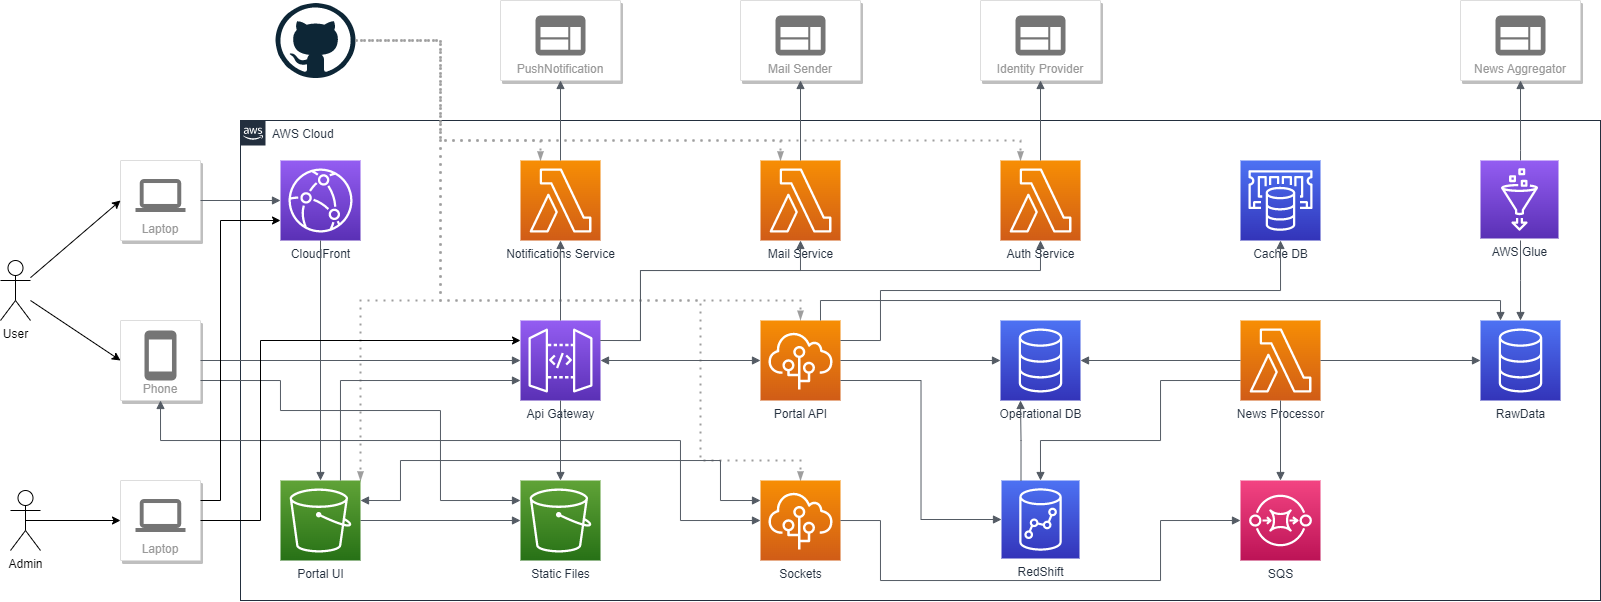 PushNotification
Mail Sender
Identity Provider
News Aggregator
aws
AWS Cloud
Laptop
CloudFront
Notifications Service
Mail Service
Auth Service
Cache DB
AWS Glue
User
Phone
</>
Api Gateway
Portal API
Operational DB
News Processor
RawData
Admin
Laptop
Portal UI
Static Files
Sockets
RedShift
SQS